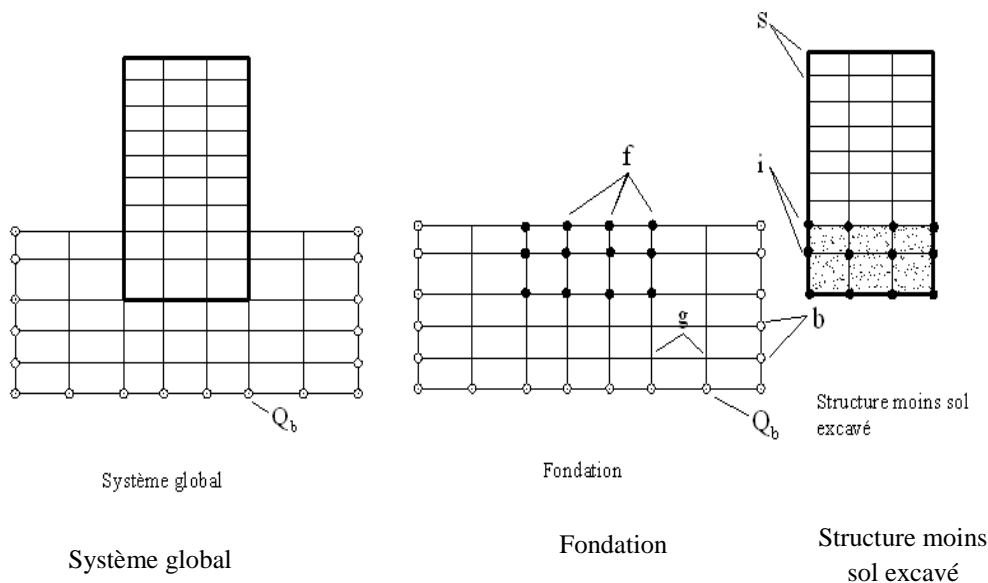 S
f
i
g
b
Q_b
Q_b
Structure moins sol
excavé
Système global
Fondation
Système global
Fondation
Structure moins
sol excavé